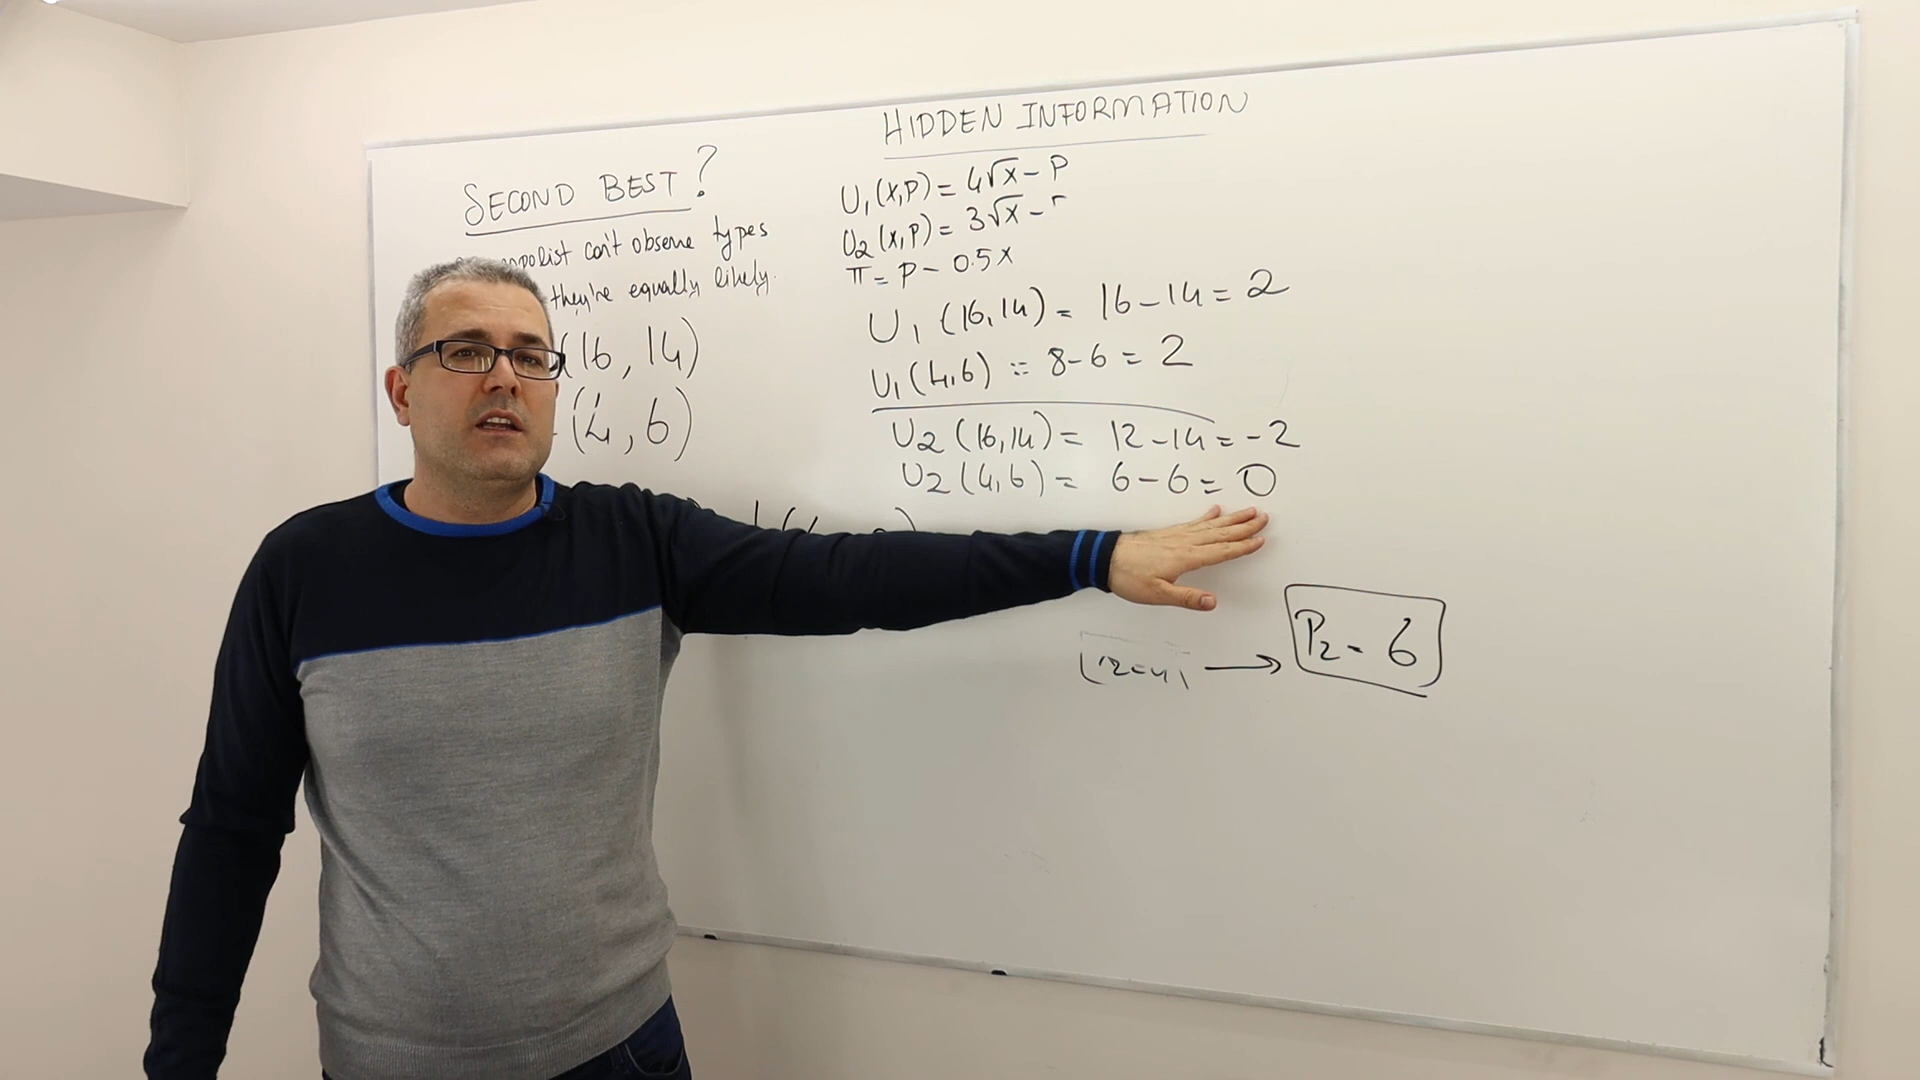 SECOND BEST?
can't observe types
they're equally likely.
(16, 14)
(4, 6)
HIDDEN INFORMATION
U₁(x,p) = 4√x - P
U₂(x,p) = 3√x -
π = p - 0.5x
U₁(16,14) = 16-14 = 2
U₁(4,6) = 8-6 = 2
U₂(16,14) = 12-14 = -2
U₂(4,6) = 6-6 = 0
→ P₂ = 6